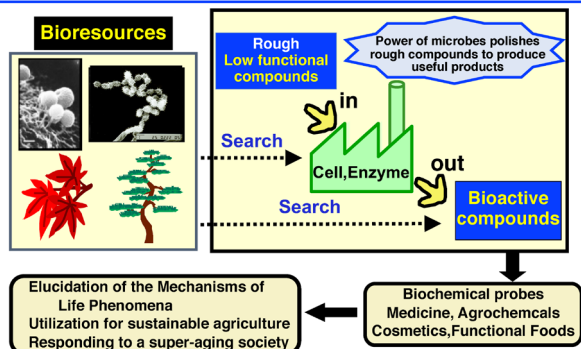 Bioresources
Rough
Low functional
compounds
Power of microbes polishes
rough compounds to produce
useful products
in
Search
Cell,Enzyme
out
Search
Bioactive
compounds
Biochemical probes
Medicine, Agrochemcals
Cosmetics,Functional Foods
Elucidation of the Mechanisms of
Life Phenomena
Utilization for sustainable agriculture
Responding to a super-aging society